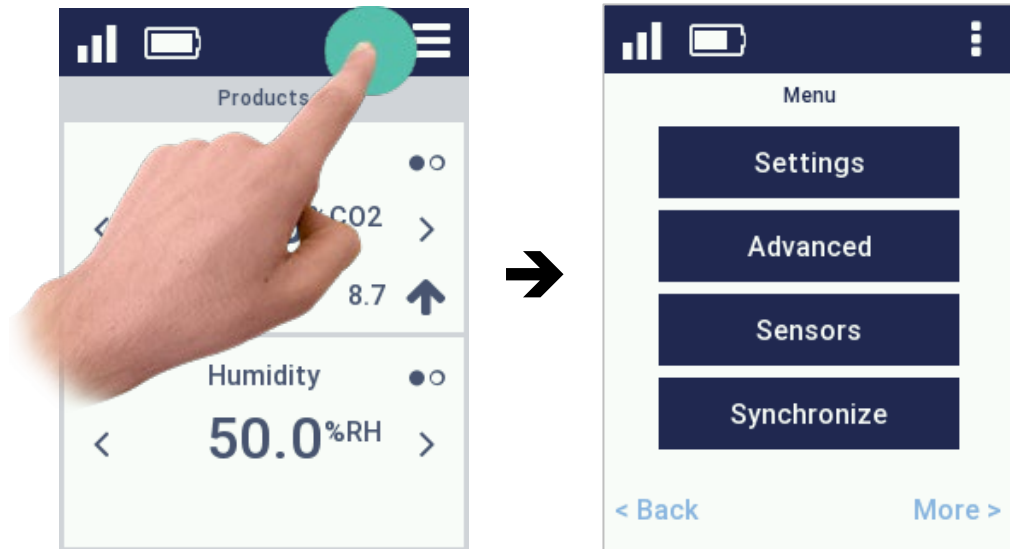 Products
%CO2
8.7
Humidity
50.0%RH
Menu
Settings
Advanced
Sensors
Synchronize
< Back
More >